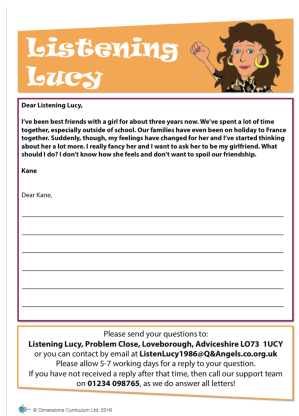 Listening
Lucy
Dear Listening Lucy,
I've been best friends with a girl for about three years now. We've spent a lot of time
together, especially outside of school. Our families have even been on holiday to France
together. Suddenly, though, my feelings have changed for her and I've started thinking
about her a lot more. I really fancy her and I want to ask her to be my girlfriend. What
should I do? I don't know how she feels and don't want to spoil our friendship.
Kane
Dear Kane,
Please send your questions to:
Listening Lucy, Problem Close, Loveborough, Adviceshire LO73 1UCY
or you can contact by email at ListenLucy1986@Q&Angels.co.org.uk
Please allow 5-7 working days for a reply to your question.
If you have not received a reply after that time, then call our support team
on 01234 098765, as we do answer all letters!
© Dimensions Curriculum Ltd. 2016